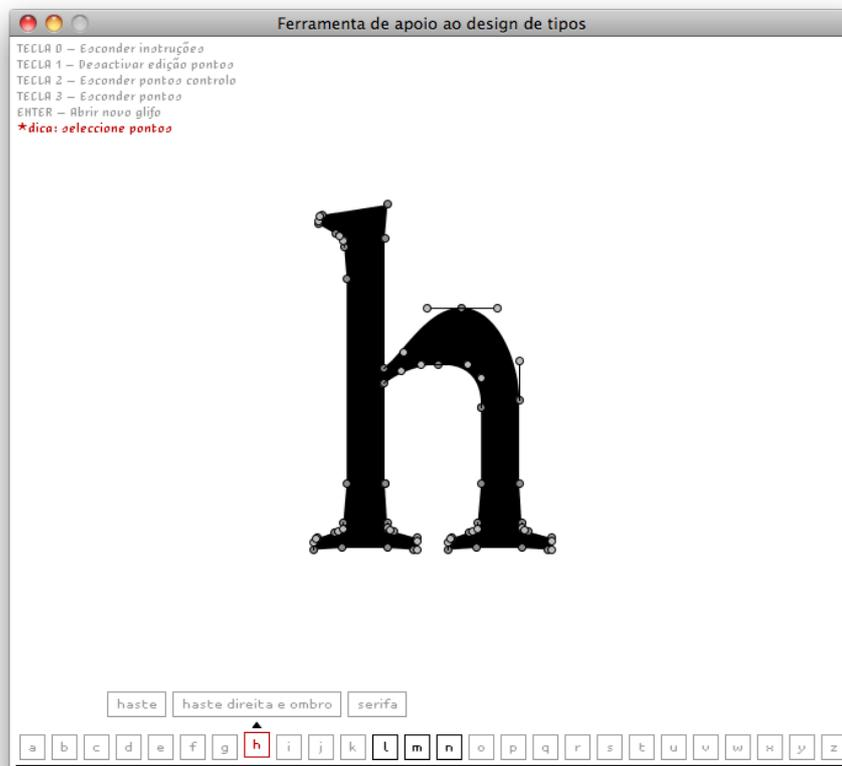 Ferramenta de apoio ao design de tipos
TECLA 0 – Esconder instruções
TECLA 1 – Desactivar edição pontos
TECLA 2 – Esconder pontos controlo
TECLA 3 – Esconder pontos
ENTER – Abrir novo glifo
*dica: seleccione pontos
h
haste haste direita e ombro serifa
a b c d e f g h i j k l m n o p q r s t u v w x y z